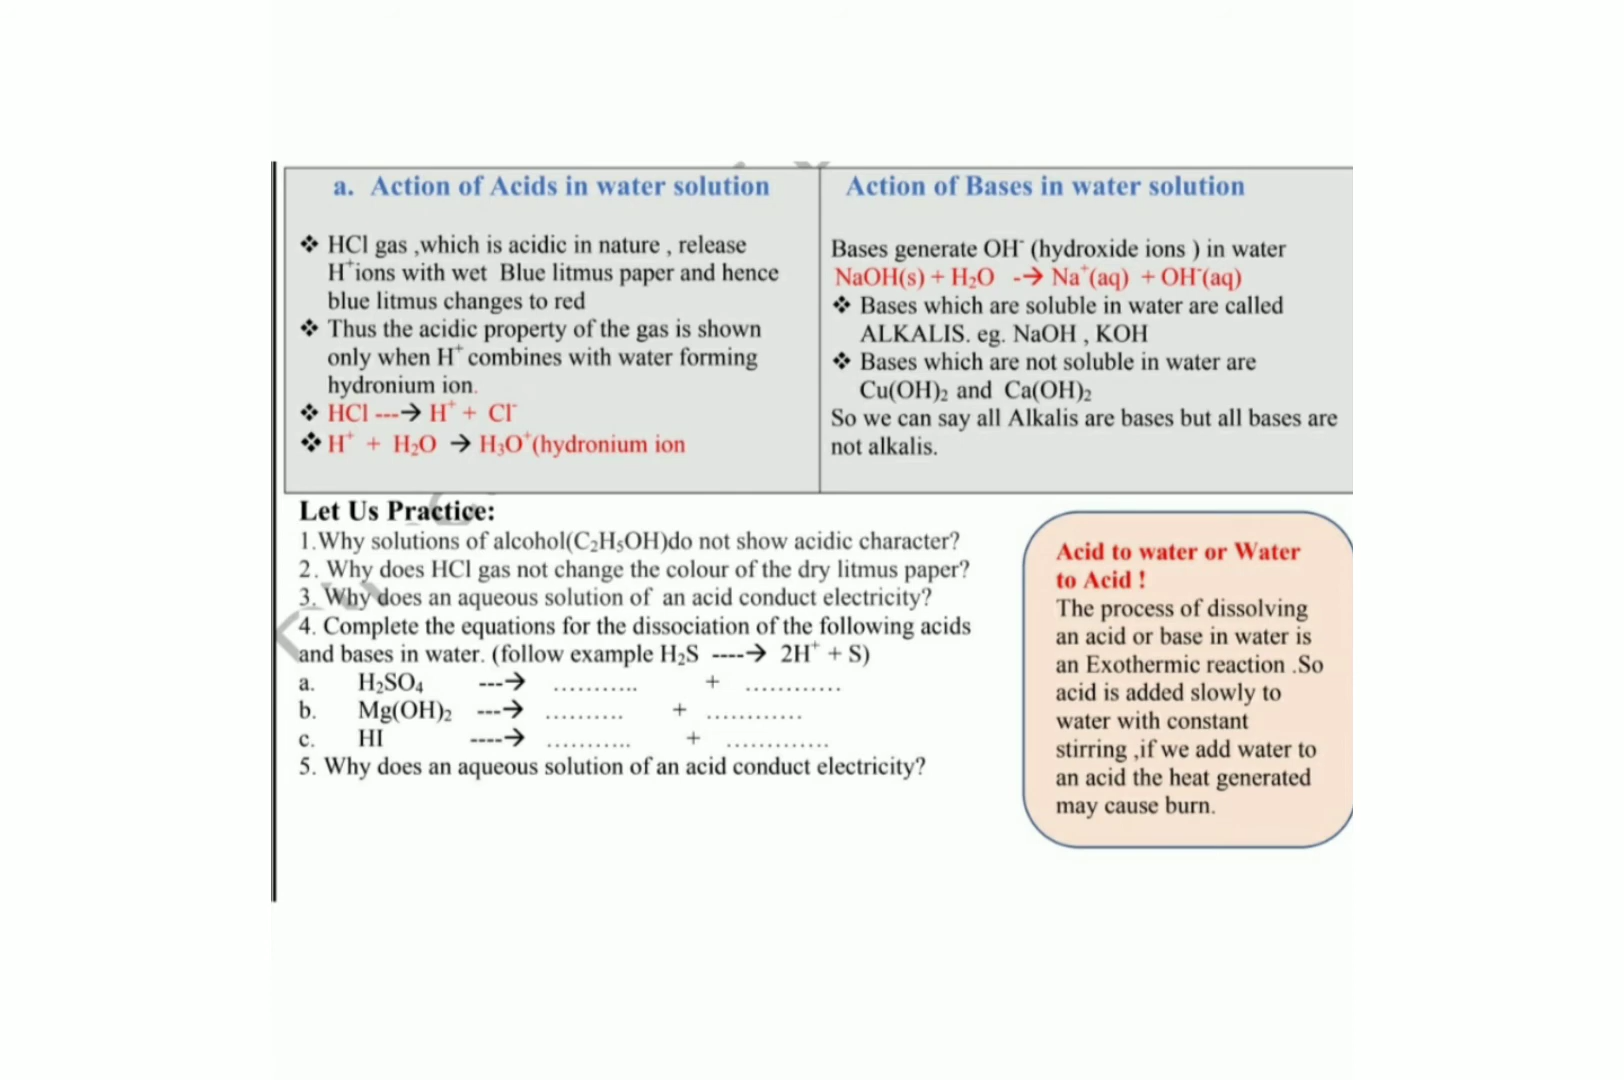 a. Action of Acids in water solution
❖ HCl gas ,which is acidic in nature , release
H⁺ions with wet Blue litmus paper and hence
blue litmus changes to red
❖ Thus the acidic property of the gas is shown
only when H⁺ combines with water forming
hydronium ion.
❖ HCl ---→ H⁺ + Cl⁻
❖ H⁺ + H₂O → H₃O⁺(hydronium ion
Action of Bases in water solution
Bases generate OH⁻ (hydroxide ions ) in water
NaOH(s) + H₂O -→ Na⁺(aq) + OH⁻(aq)
❖ Bases which are soluble in water are called
ALKALIS. eg. NaOH , KOH
❖ Bases which are not soluble in water are
Cu(OH)₂ and Ca(OH)₂
So we can say all Alkalis are bases but all bases are
not alkalis.
Let Us Practice:
1.Why solutions of alcohol(C₂H₅OH)do not show acidic character?
2. Why does HCl gas not change the colour of the dry litmus paper?
3. Why does an aqueous solution of an acid conduct electricity?
4. Complete the equations for the dissociation of the following acids
and bases in water. (follow example H₂S ----→ 2H⁺ + S)
a. H₂SO₄ ---→ ........... + ............
b. Mg(OH)₂ ---→ .......... + ............
c. HI ----→ ........... + .............
5. Why does an aqueous solution of an acid conduct electricity?
Acid to water or Water
to Acid !
The process of dissolving
an acid or base in water is
an Exothermic reaction .So
acid is added slowly to
water with constant
stirring ,if we add water to
an acid the heat generated
may cause burn.